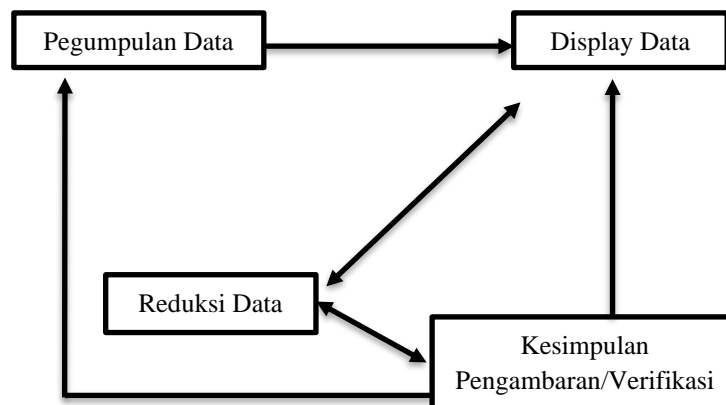 Pegumpulan Data
Display Data
Reduksi Data
Kesimpulan
Pengambaran/Verifikasi